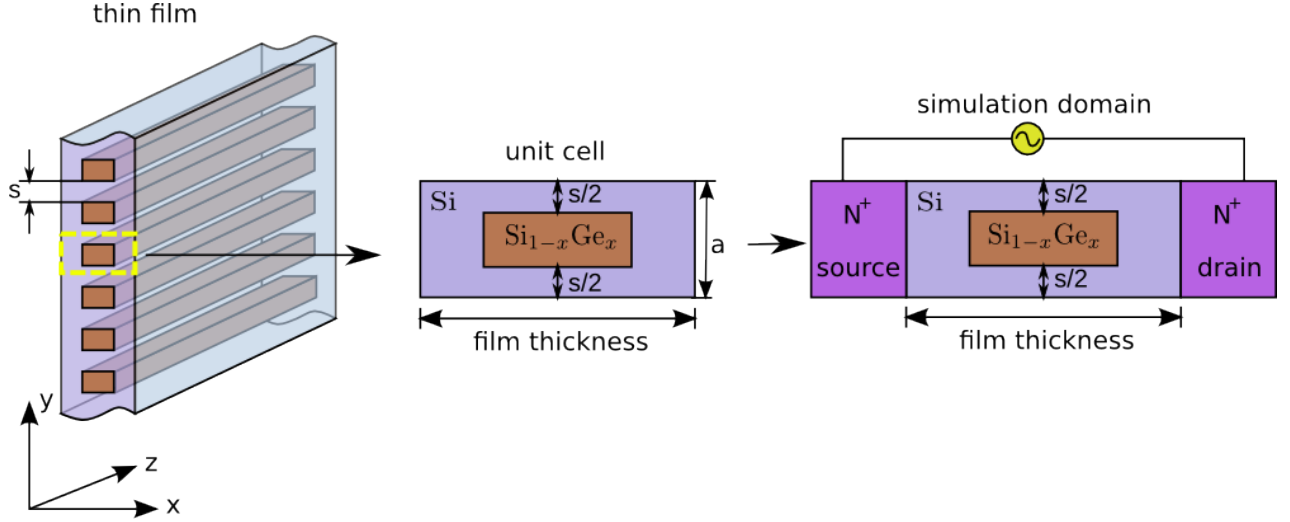 thin film
s
y
z
x
unit cell
Si
s/2
Si₁₋ₓGeₓ
s/2
a
film thickness
simulation domain
N⁺
source
Si
s/2
Si₁₋ₓGeₓ
s/2
N⁺
drain
film thickness